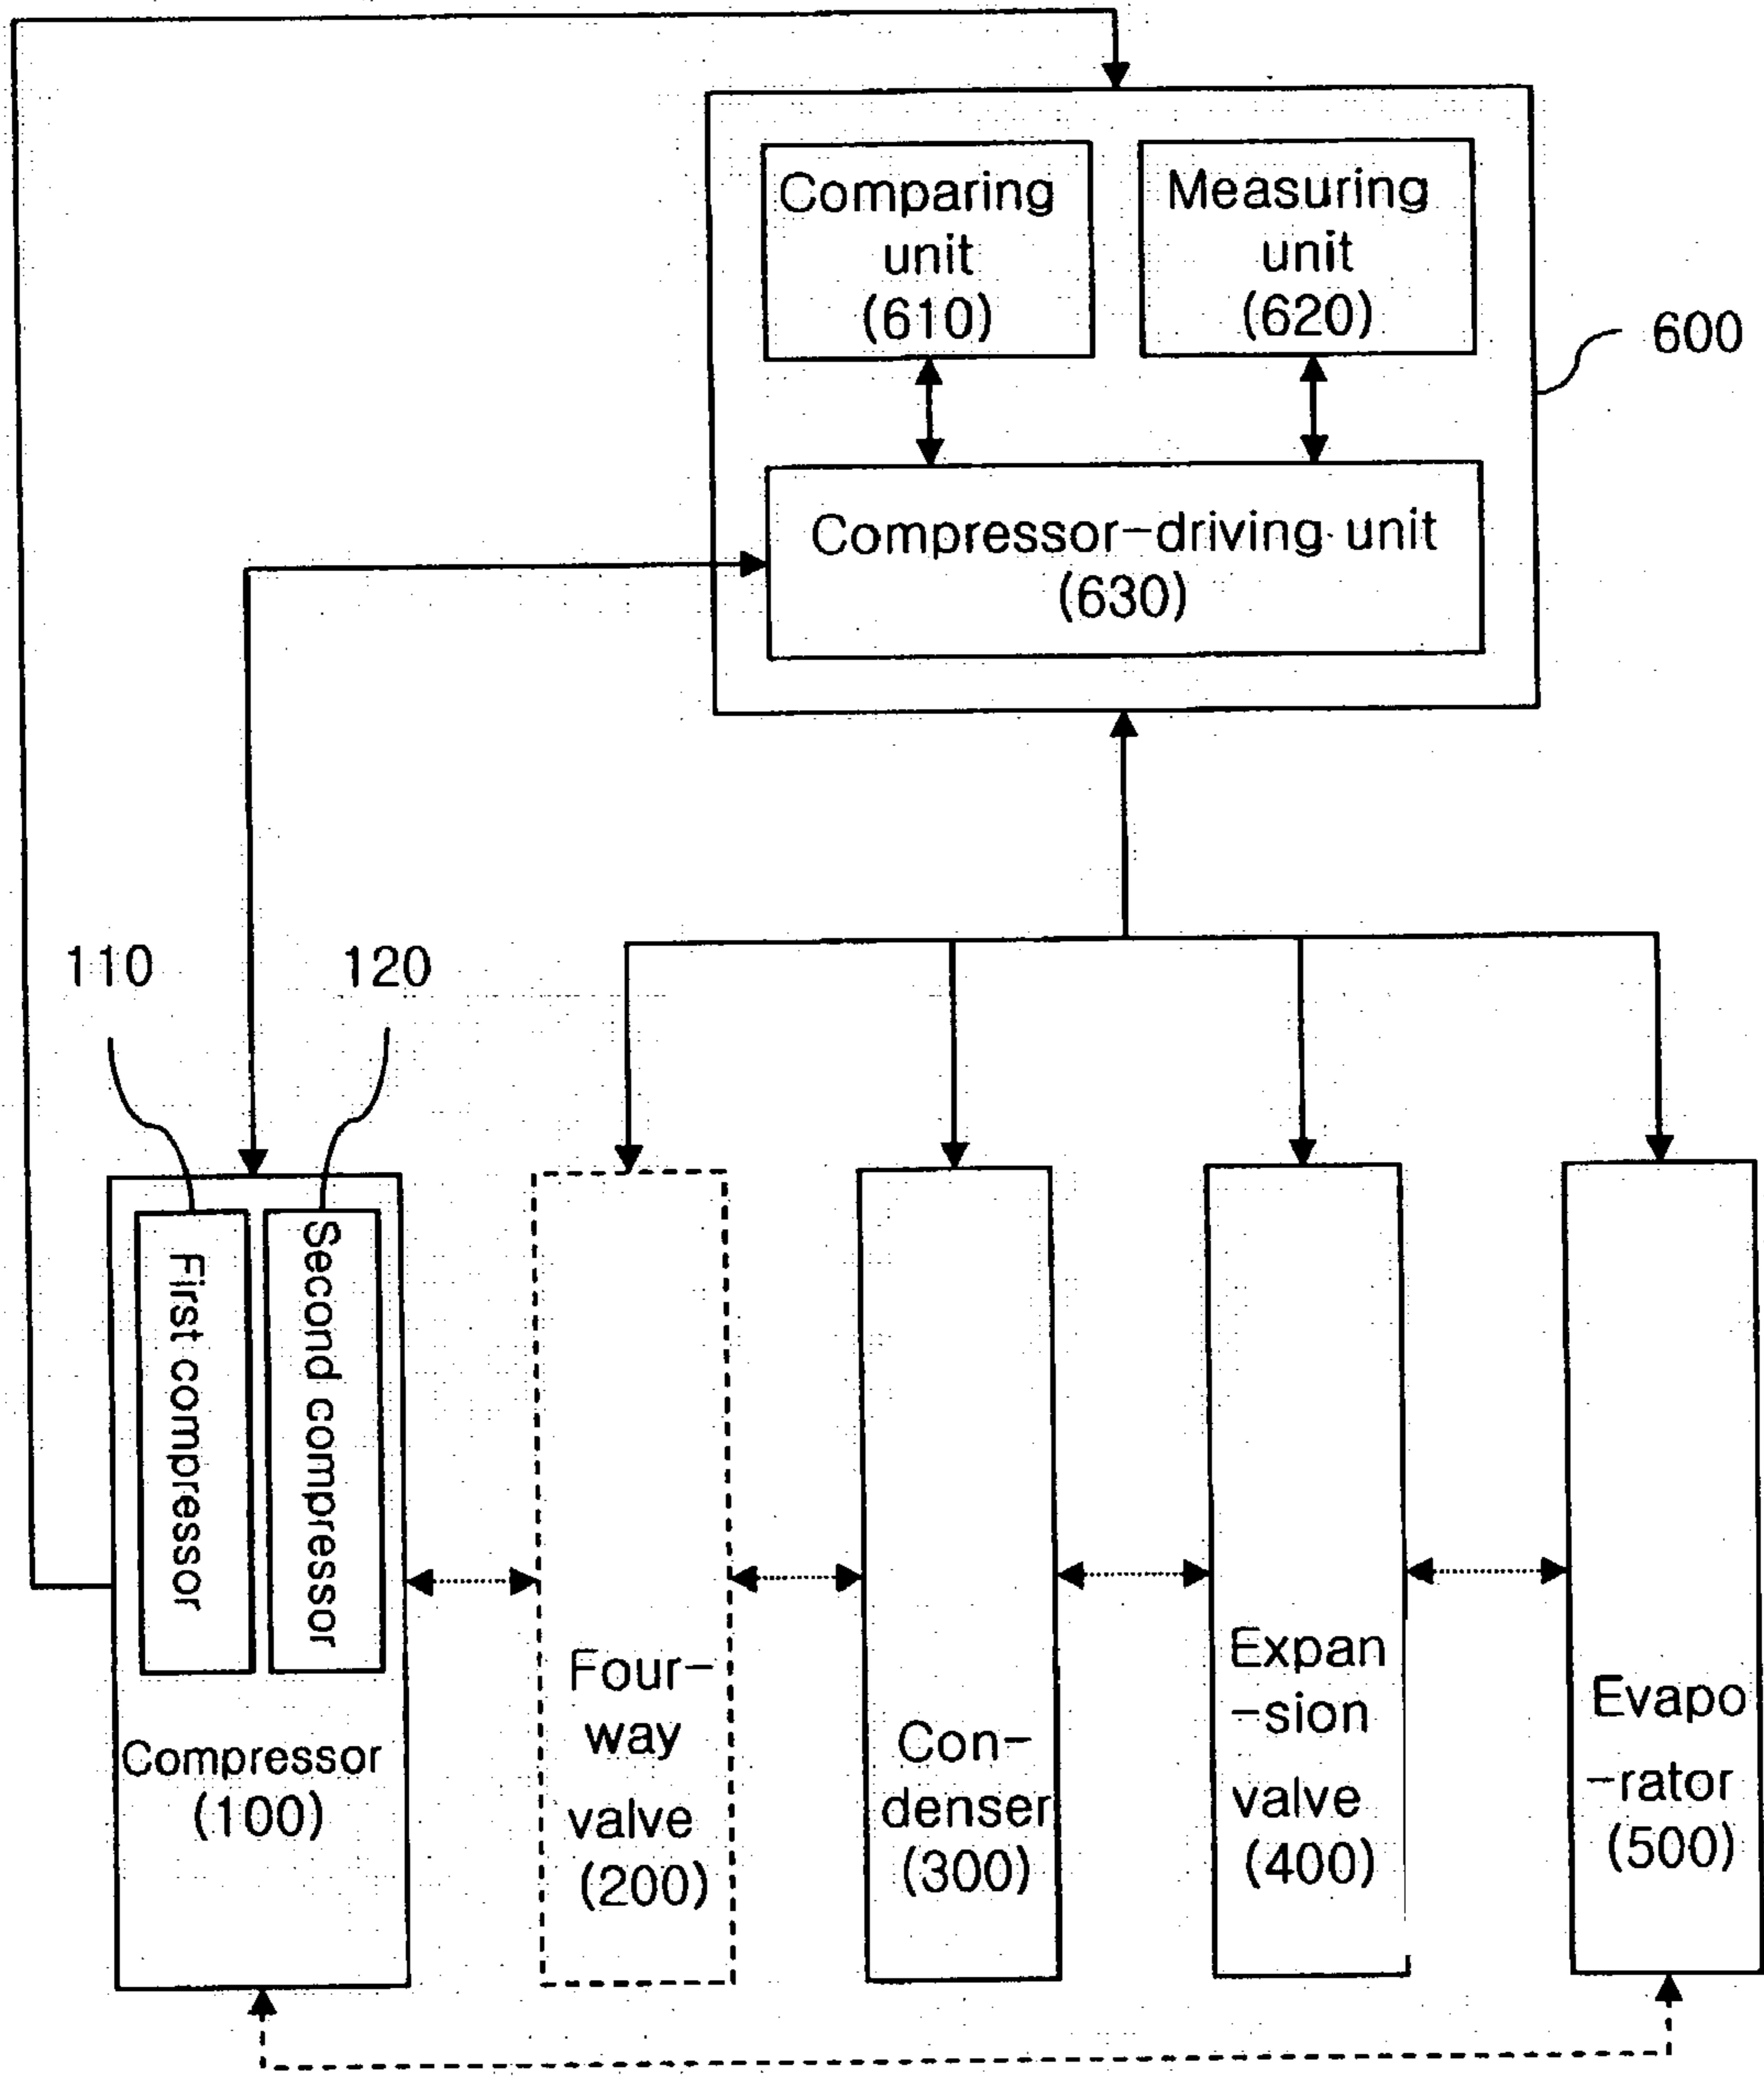 Comparing
unit
(610)
Measuring
unit
(620)
600
Compressor-driving unit
(630)
110
120
First compressor
Second compressor
Compressor
(100)
Four-
way
valve
(200)
Con-
denser
(300)
Expan
-sion
valve
(400)
Evapo
-rator
(500)